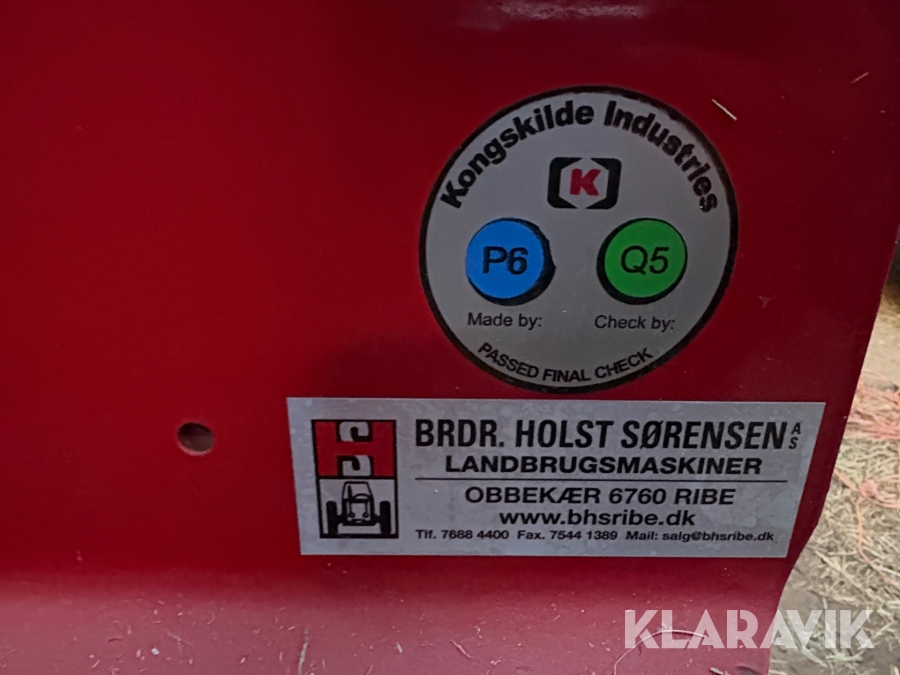 Kongskilde Industries
K
P6 Q5
Made by: Check by:
PASSED FINAL CHECK
HS
BRDR. HOLST SØRENSEN A/S
LANDBRUGSMASKINER
OBBEKÆR 6760 RIBE
www.bhsribe.dk
Tlf. 7688 4400 Fax. 7544 1389 Mail: salg@bhsribe.dk
KLARAVIK